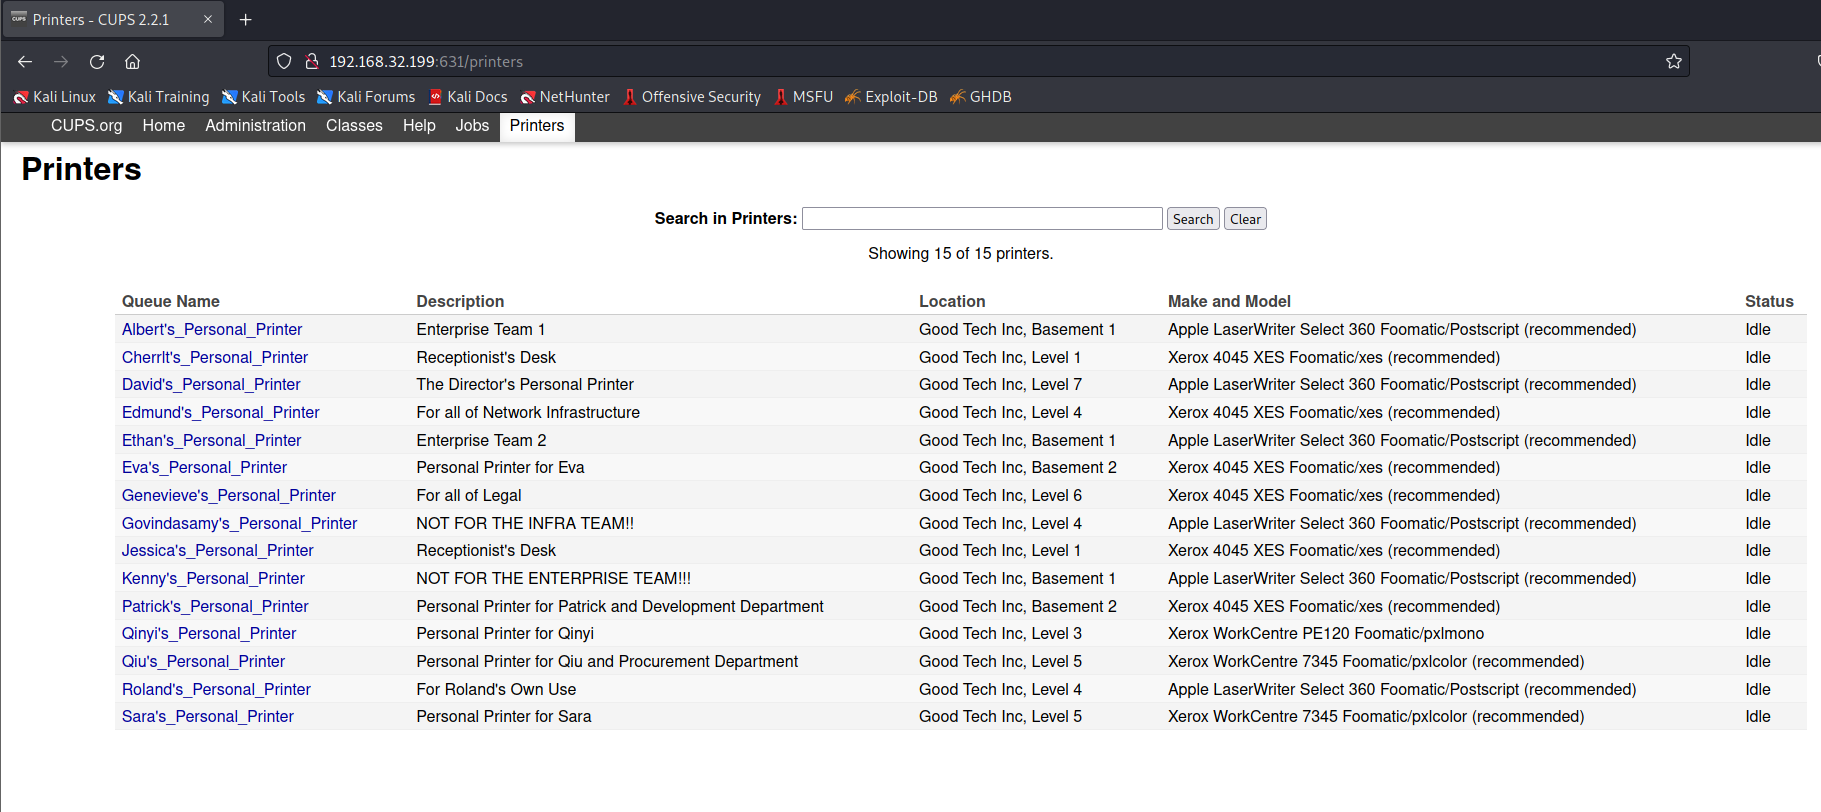 Printers - CUPS 2.2.1
192.168.32.199:631/printers
Kali Linux Kali Training Kali Tools Kali Forums Kali Docs NetHunter Offensive Security MSFU Exploit-DB GHDB
CUPS.org Home Administration Classes Help Jobs Printers
Printers
Search in Printers: Search Clear
Showing 15 of 15 printers.
Queue Name Description Location Make and Model Status
Albert's_Personal_Printer Enterprise Team 1 Good Tech Inc, Basement 1 Apple LaserWriter Select 360 Foomatic/Postscript (recommended) Idle
Cherrlt's_Personal_Printer Receptionist's Desk Good Tech Inc, Level 1 Xerox 4045 XES Foomatic/xes (recommended) Idle
David's_Personal_Printer The Director's Personal Printer Good Tech Inc, Level 7 Apple LaserWriter Select 360 Foomatic/Postscript (recommended) Idle
Edmund's_Personal_Printer For all of Network Infrastructure Good Tech Inc, Level 4 Xerox 4045 XES Foomatic/xes (recommended) Idle
Ethan's_Personal_Printer Enterprise Team 2 Good Tech Inc, Basement 1 Apple LaserWriter Select 360 Foomatic/Postscript (recommended) Idle
Eva's_Personal_Printer Personal Printer for Eva Good Tech Inc, Basement 2 Xerox 4045 XES Foomatic/xes (recommended) Idle
Genevieve's_Personal_Printer For all of Legal Good Tech Inc, Level 6 Xerox 4045 XES Foomatic/xes (recommended) Idle
Govindasamy's_Personal_Printer NOT FOR THE INFRA TEAM!! Good Tech Inc, Level 4 Apple LaserWriter Select 360 Foomatic/Postscript (recommended) Idle
Jessica's_Personal_Printer Receptionist's Desk Good Tech Inc, Level 1 Xerox 4045 XES Foomatic/xes (recommended) Idle
Kenny's_Personal_Printer NOT FOR THE ENTERPRISE TEAM!!! Good Tech Inc, Basement 1 Apple LaserWriter Select 360 Foomatic/Postscript (recommended) Idle
Patrick's_Personal_Printer Personal Printer for Patrick and Development Department Good Tech Inc, Basement 2 Xerox 4045 XES Foomatic/xes (recommended) Idle
Qinyi's_Personal_Printer Personal Printer for Qinyi Good Tech Inc, Level 3 Xerox WorkCentre PE120 Foomatic/pxlmono Idle
Qiu's_Personal_Printer Personal Printer for Qiu and Procurement Department Good Tech Inc, Level 5 Xerox WorkCentre 7345 Foomatic/pxlcolor (recommended) Idle
Roland's_Personal_Printer For Roland's Own Use Good Tech Inc, Level 4 Apple LaserWriter Select 360 Foomatic/Postscript (recommended) Idle
Sara's_Personal_Printer Personal Printer for Sara Good Tech Inc, Level 5 Xerox WorkCentre 7345 Foomatic/pxlcolor (recommended) Idle